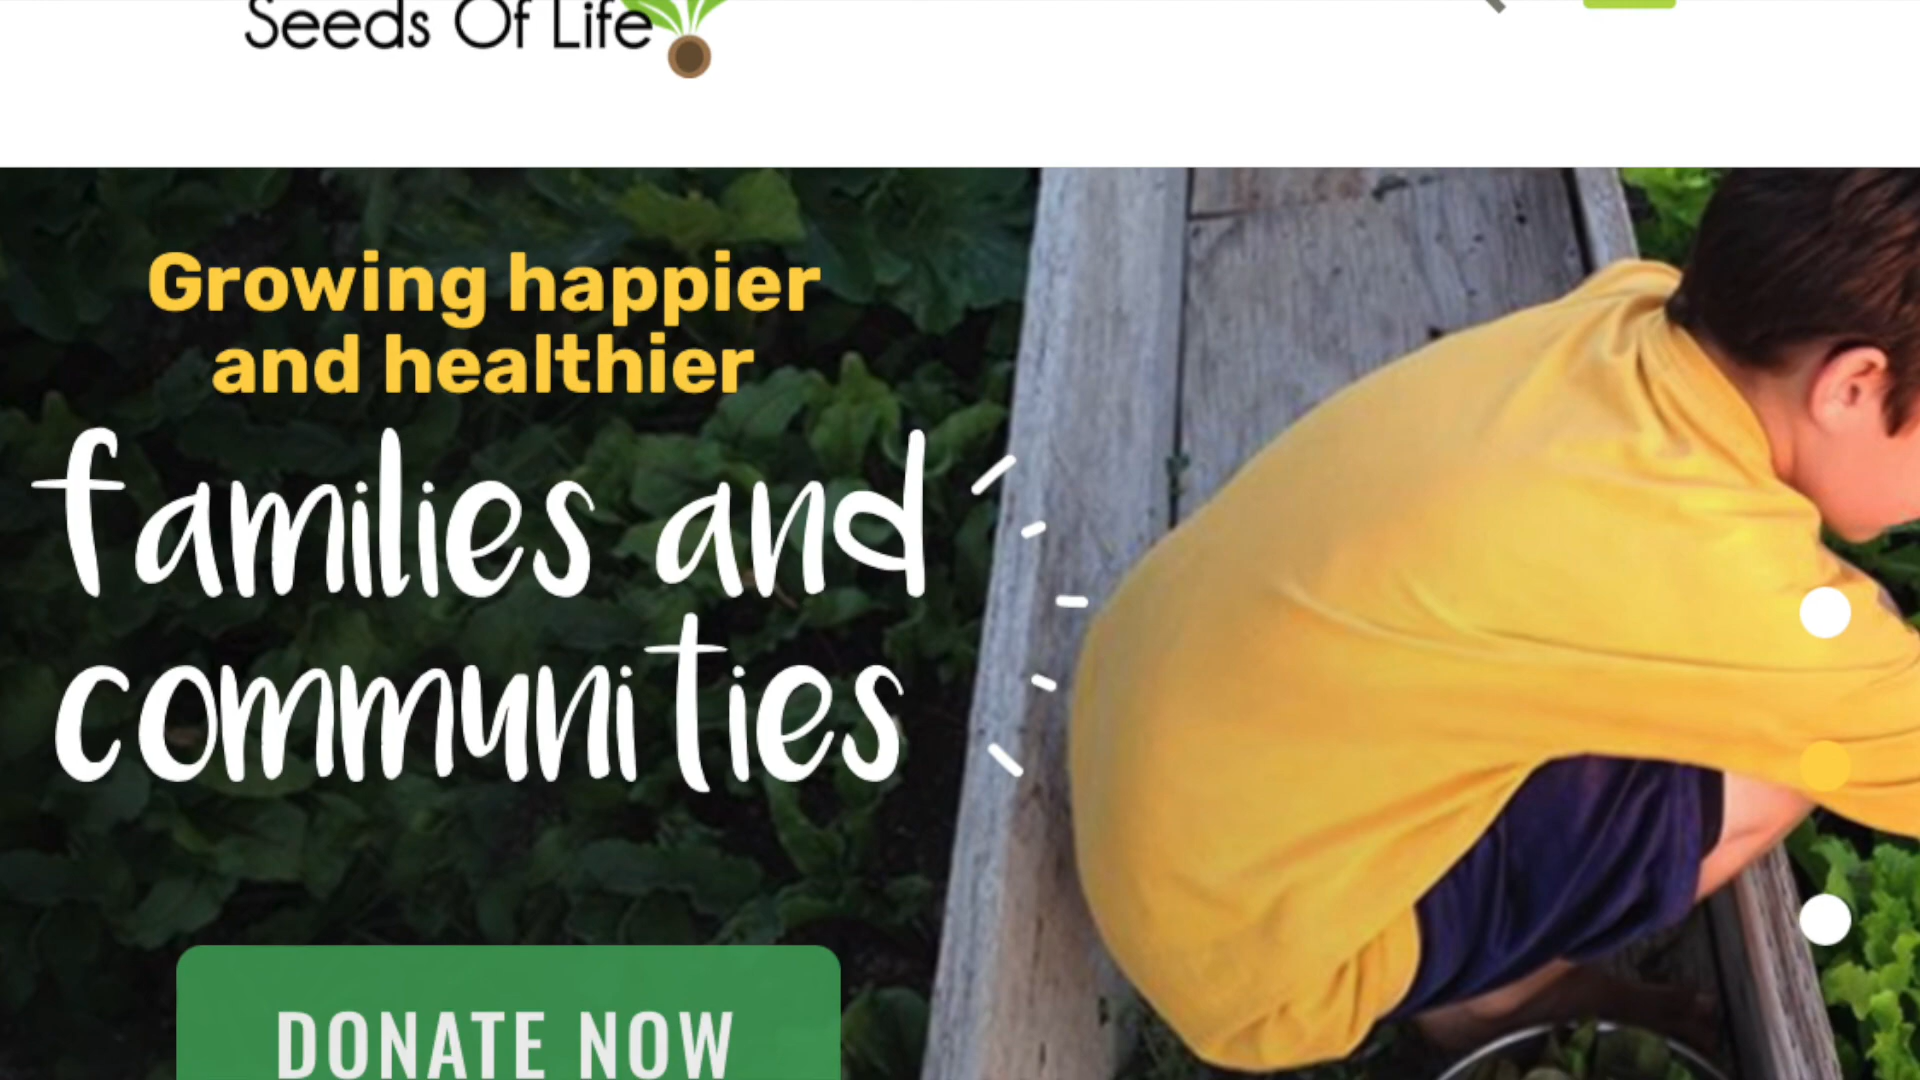 Seeds Of Life
Growing happier
and healthier
families and
communities
DONATE NOW